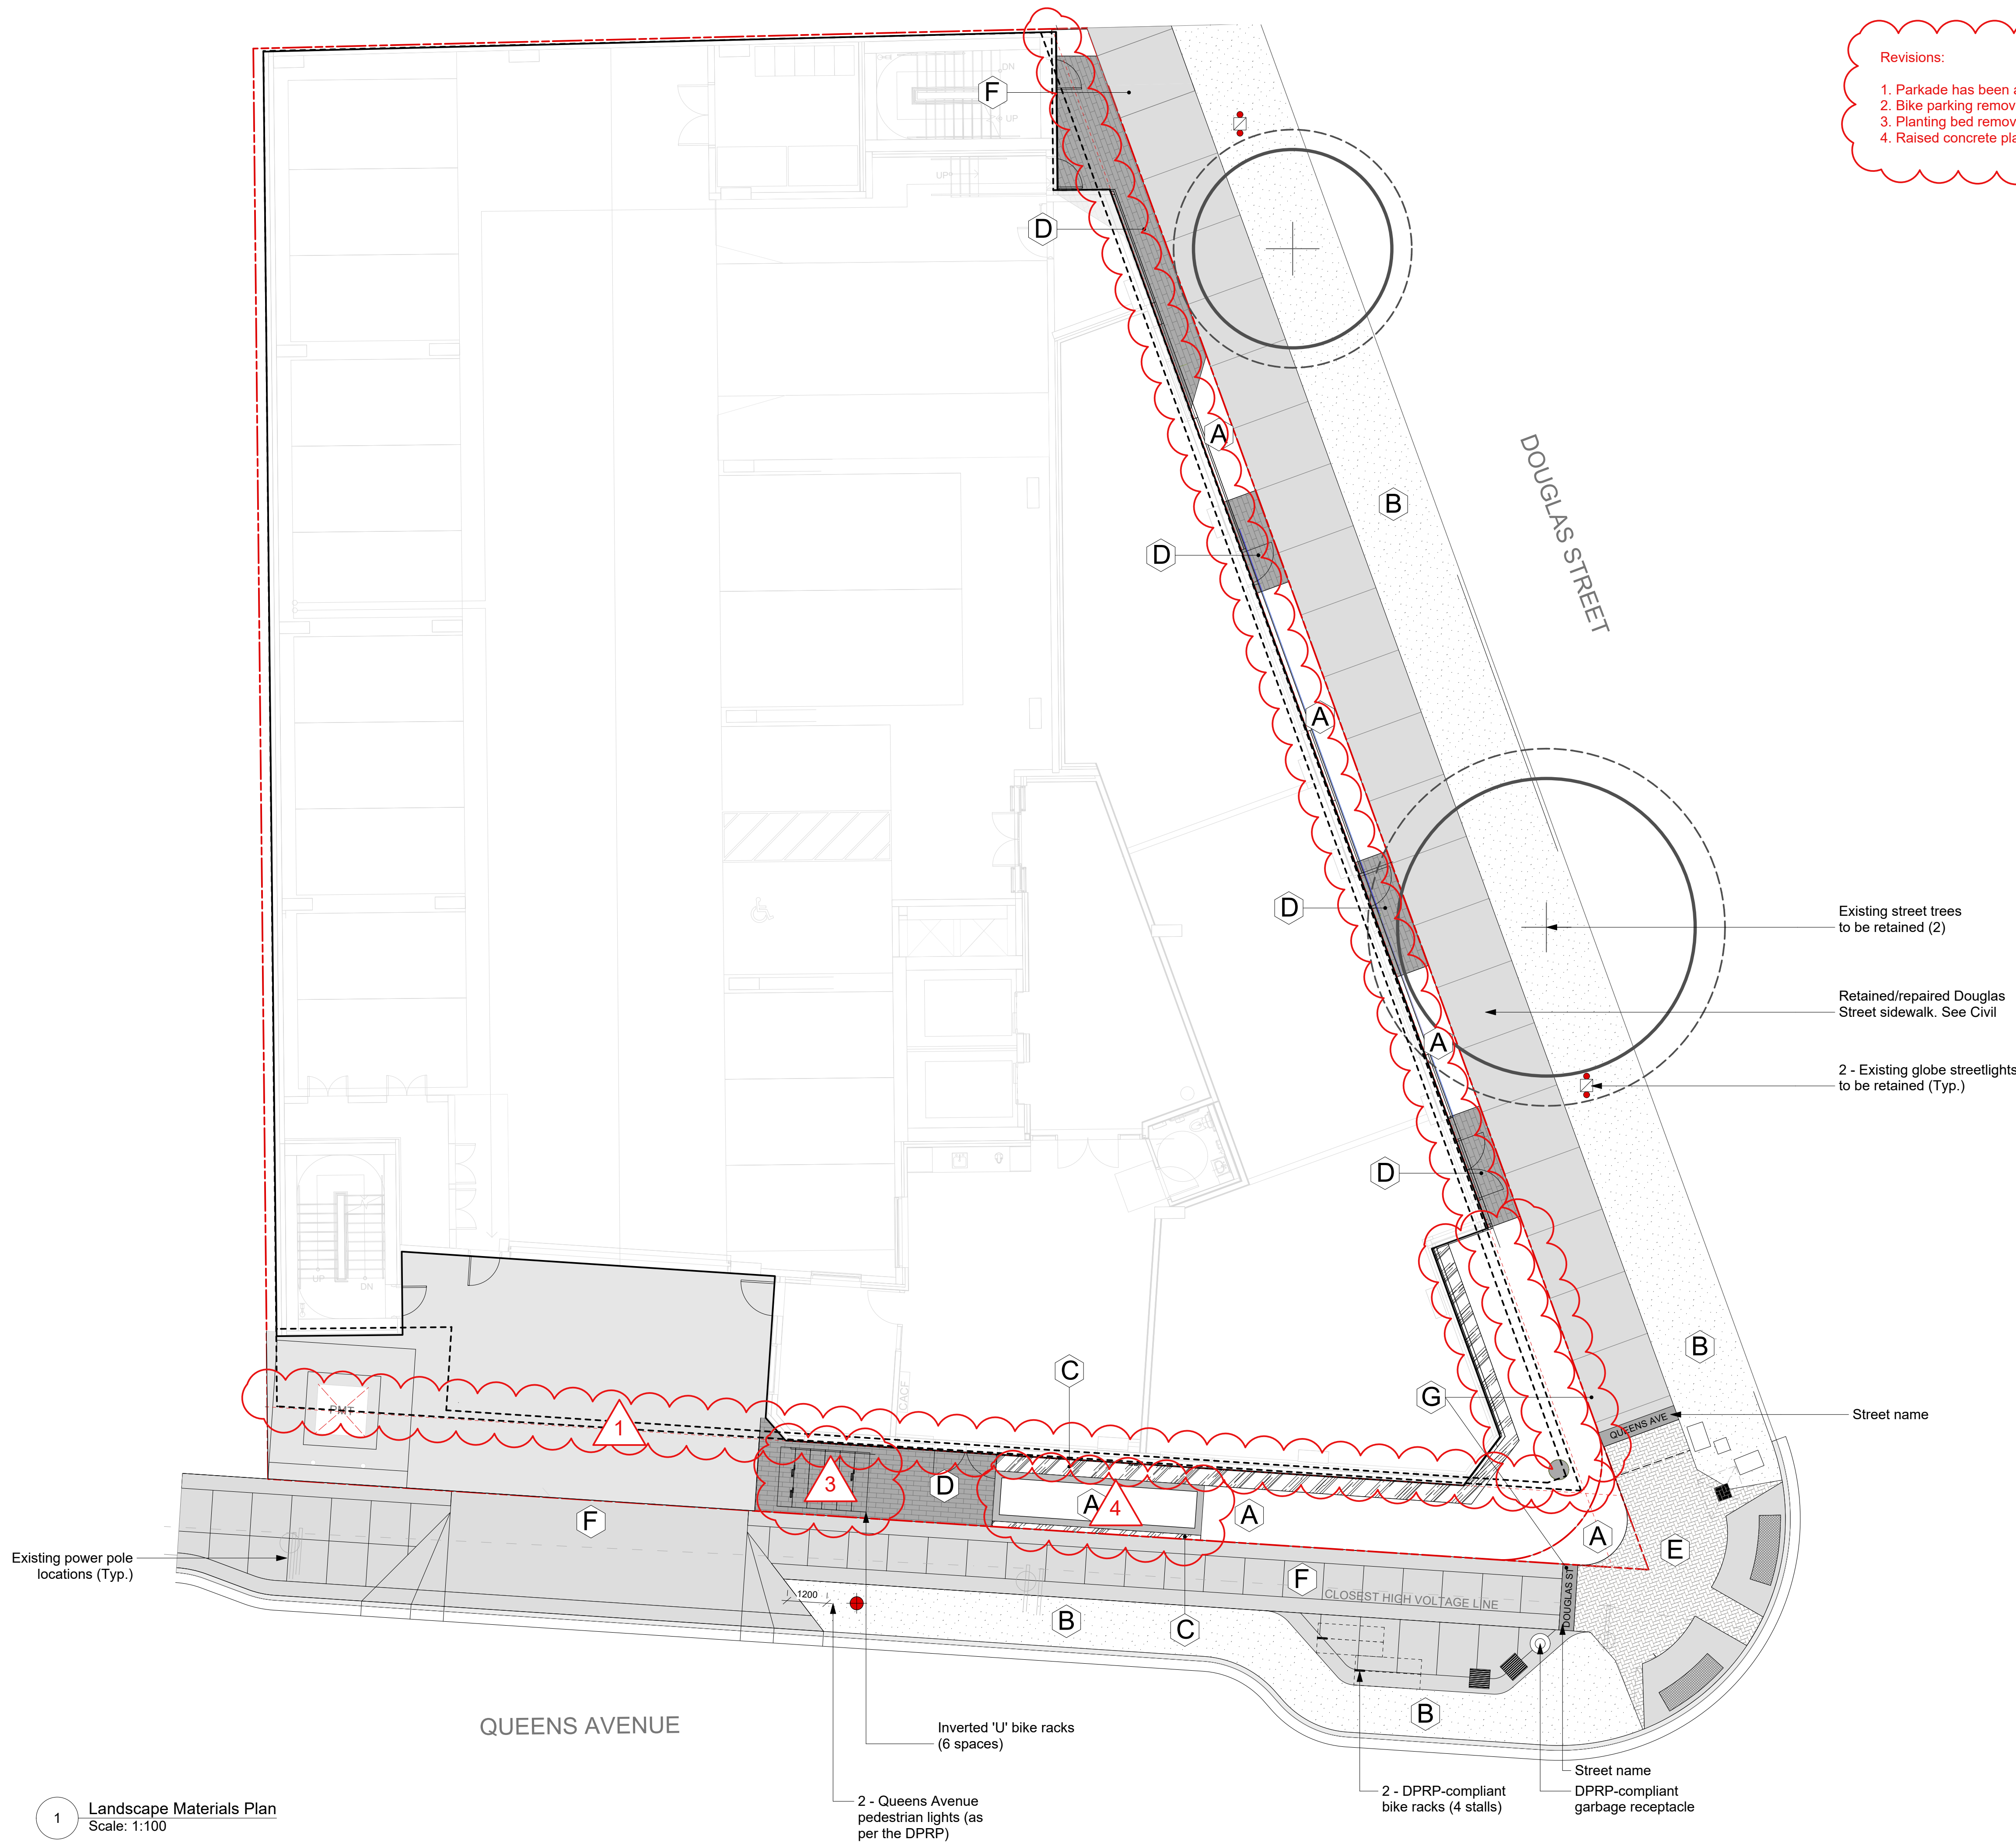 Revisions:
1. Parkade has been
2. Bike parking
3. Planting bed
4. Raised concrete
DN
UP
F
UP
D
A
B
DOUGLAS STREET
D
A
D
Existing street trees
to be retained (2)
Retained/repaired Douglas
Street sidewalk. See Civil
A
2 - Existing globe streetlights
to be retained (Typ.)
D
UP
DN
B
C
G
PMT
CACF
1
QUEENS AVE
Street name
3
D
A
4
A
F
A
E
Existing power pole
locations (Typ.)
F
CLOSEST HIGH VOLTAGE LINE
DOUGLAS ST
1200
B
C
B
QUEENS AVENUE
Inverted 'U' bike racks
(6 spaces)
Street name
2 - DPRP-compliant
bike racks (4 stalls)
DPRP-compliant
garbage receptacle
2 - Queens Avenue
pedestrian lights (as
per the DPRP)
1
Landscape Materials Plan
Scale: 1:100